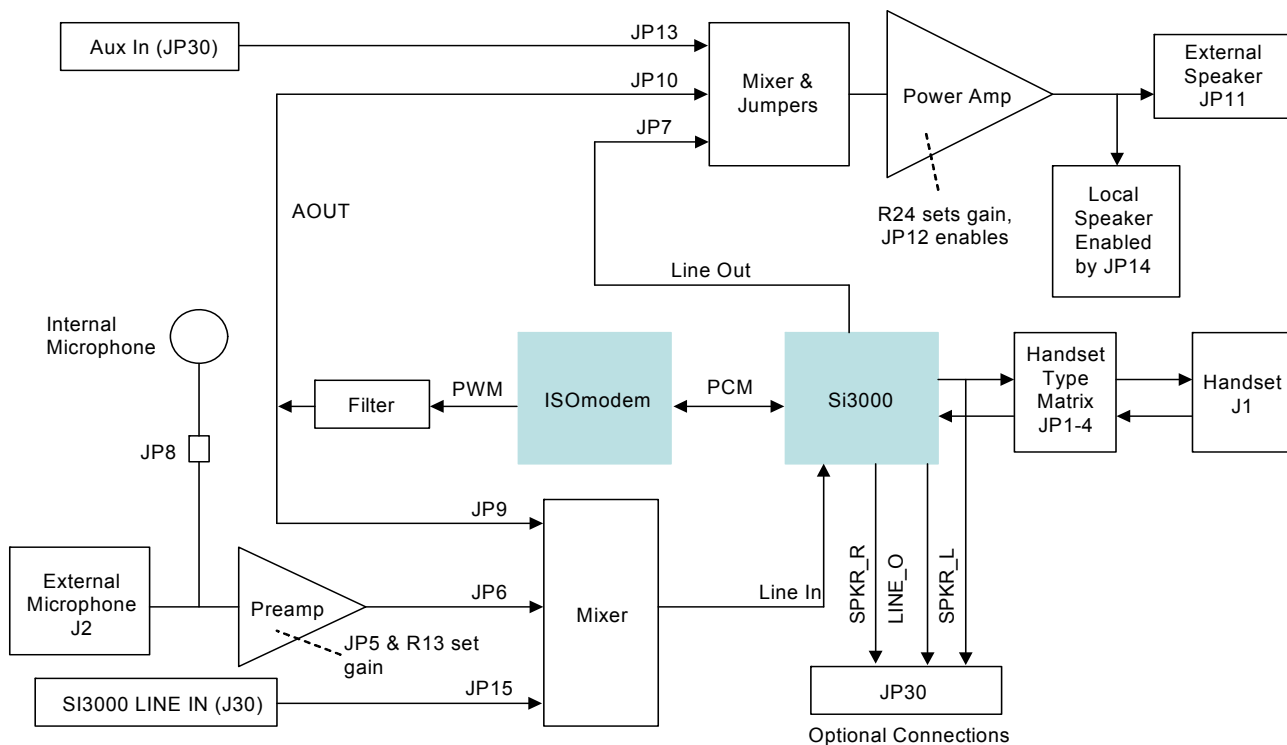 Aux In (JP30)
JP13
JP10
JP7
Mixer &
Jumpers
Power Amp
External
Speaker
JP11
R24 sets gain,
JP12 enables
Local
Speaker
Enabled
by JP14
AOUT
Line Out
Internal
Microphone
JP8
Filter
PWM
ISOmodem
PCM
Si3000
Handset
Type
Matrix
JP1-4
Handset
J1
JP9
JP6
JP15
External
Microphone
J2
Preamp
JP5 & R13 set
gain
SI3000 LINE IN (J30)
Mixer
Line In
SPKR_R
LINE_O
SPKR_L
JP30
Optional Connections